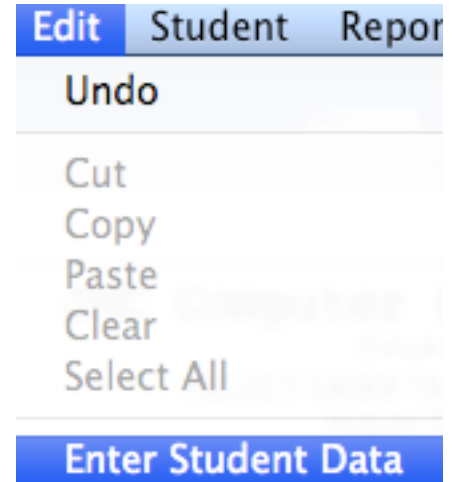 Edit Student Repor
Undo
Cut
Copy
Paste
Clear
Select All
Enter Student Data